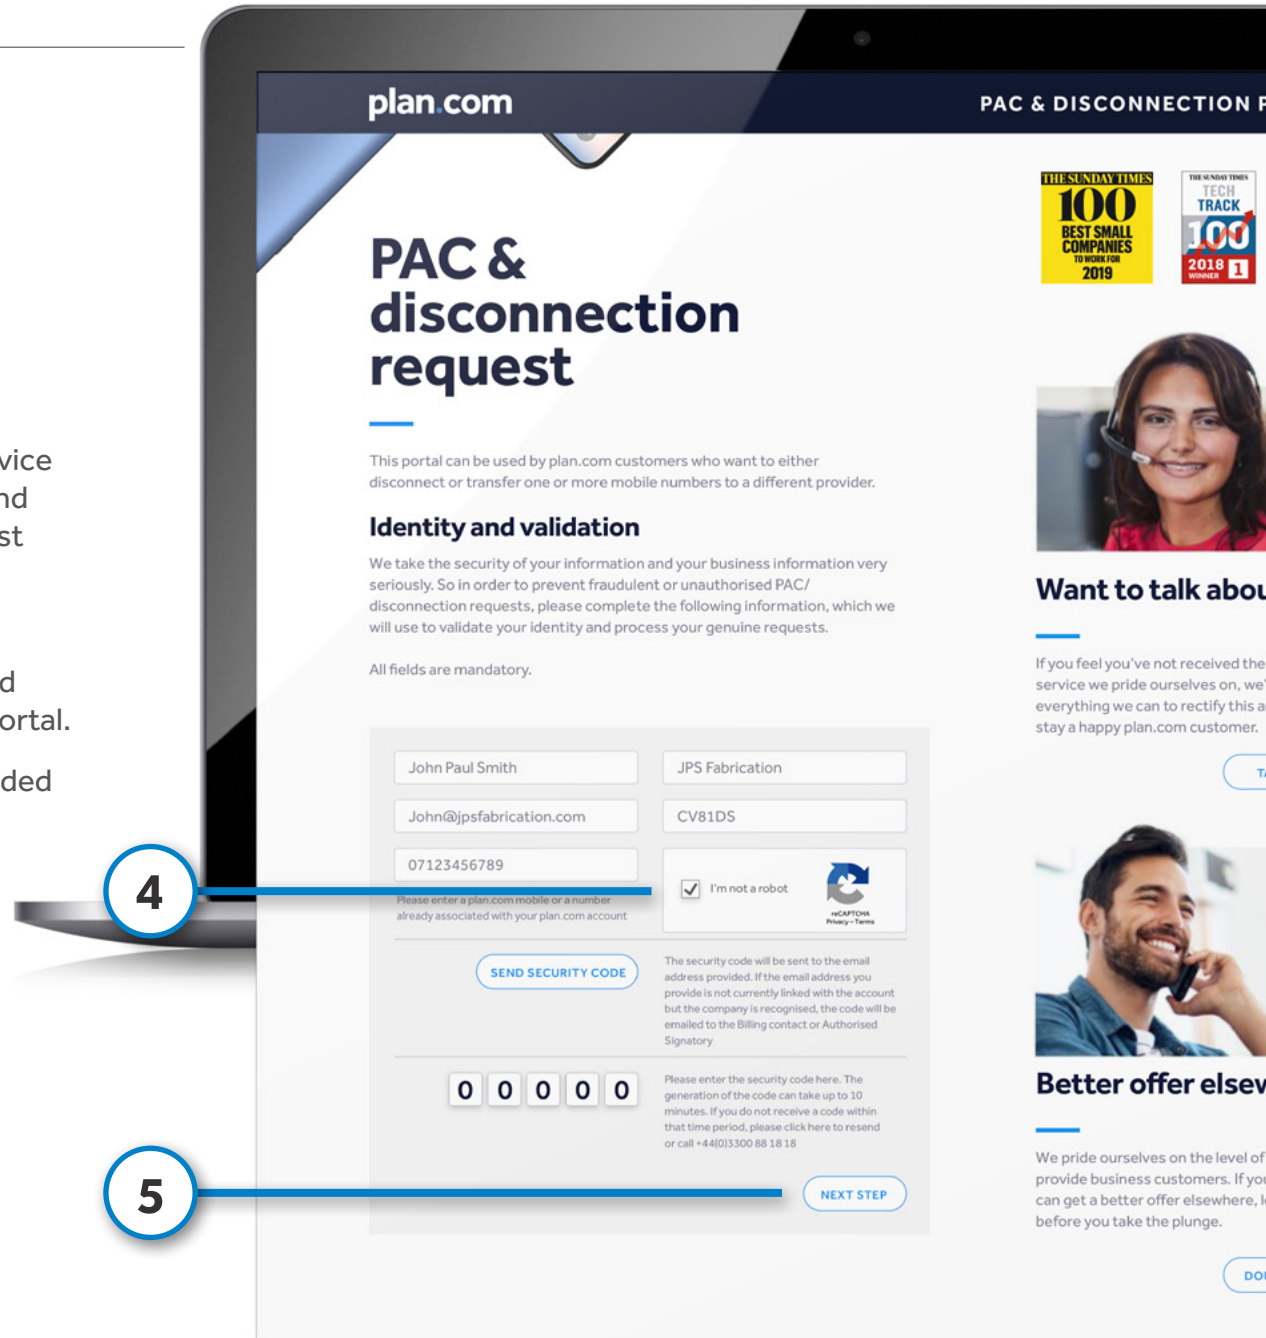 plan.com
PAC & DISCONNECTION P
THE SUNDAY TIMES
100
BEST SMALL
COMPANIES
TO WORK FOR
2019
THE SUNDAY TIMES
TECH
TRACK
100
2018
WINNER
1
PAC &
disconnection
request
This portal can be used by plan.com customers who want to either
disconnect or transfer one or more mobile numbers to a different provider.
Identity and validation
We take the security of your information and your business information very
seriously. So in order to prevent fraudulent or unauthorised PAC/
disconnection requests, please complete the following information, which we
will use to validate your identity and process your genuine requests.
All fields are mandatory.
vice
nd
st
d
ortal.
ded
John Paul Smith
JPS Fabrication
John@jpsfabrication.com
CV81DS
07123456789
Please enter a plan.com mobile or a number
already associated with your plan.com account
I'm not a robot
reCAPTCHA
Privacy - Terms
4
SEND SECURITY CODE
The security code will be sent to the email
address provided. If the email address you
provide is not currently linked with the account
but the company is recognised, the code will be
emailed to the Billing contact or Authorised
Signatory
0 0 0 0 0
Please enter the security code here. The
generation of the code can take up to 10
minutes. If you do not receive a code within
that time period, please click here to resend
or call +44(0)3300 88 18 18
5
NEXT STEP
Want to talk abou
If you feel you've not received the
service we pride ourselves on, we'
everything we can to rectify this a
stay a happy plan.com customer.
TA
Better offer elsew
We pride ourselves on the level of
provide business customers. If you
can get a better offer elsewhere, l
before you take the plunge.
DOU